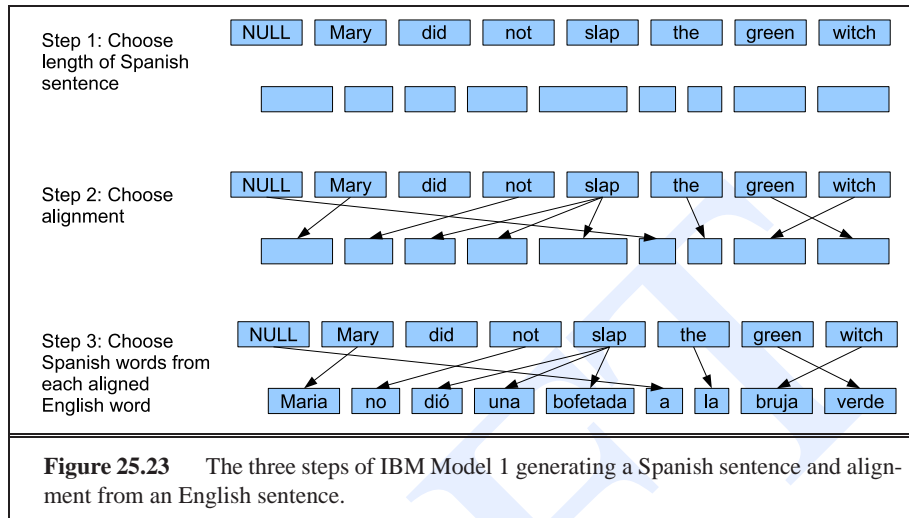 Step 1: Choose
length of Spanish
sentence
NULL Mary did not slap the green witch
Step 2: Choose
alignment
NULL Mary did not slap the green witch
Step 3: Choose
Spanish words from
each aligned
English word
NULL Mary did not slap the green witch
Maria no dió una bofetada a la bruja verde
Figure 25.23 The three steps of IBM Model 1 generating a Spanish sentence and align-
ment from an English sentence.